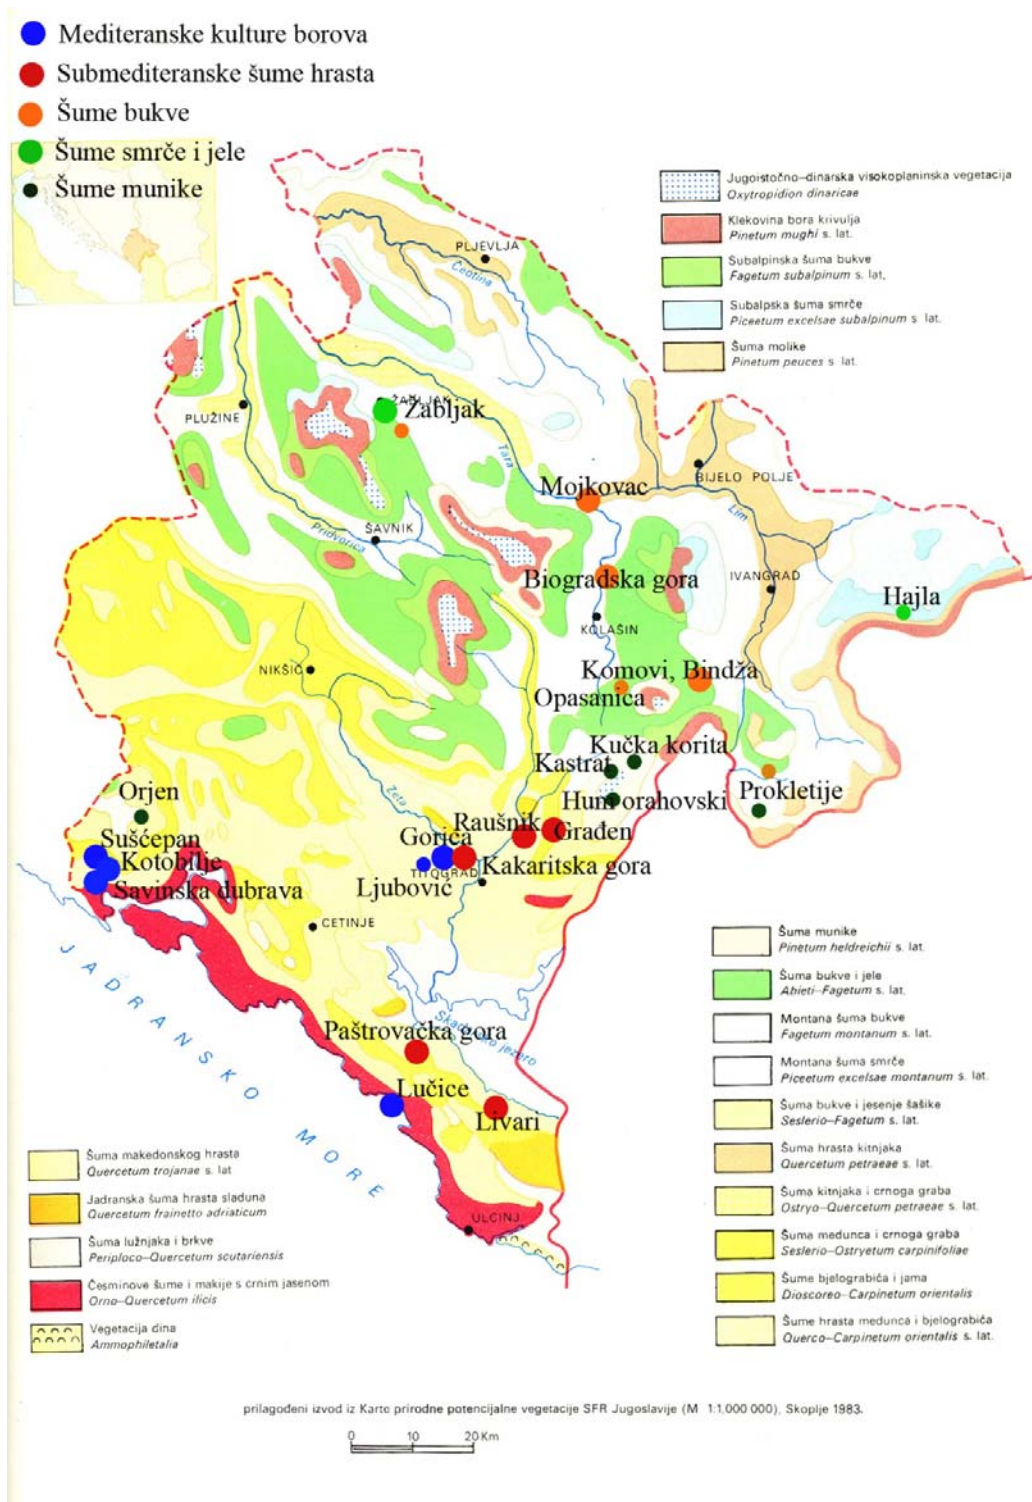 Mediteranske kulture borova
Submediteranske šume hrasta
Šume bukve
Šume smrče i jele
Šume munike
Jugoistočno–dinarska visokoplaninska vegetacija
Oxytropidion dinaricae
Klekovina bora krivulja
Pinetum mughi s. lat.
Subalpinska šuma bukve
Fagetum subalpinum s. lat.
Subalpska šuma smrče
Piceetum excelsae subalpinum s. lat.
Šuma molike
Pinetum peuces s. lat.
PLJEVLJA
Ćeotina
ŽABLJAK
Žabljak
PLUŽINE
Tara
Mojkovac
BIJELO POLJE
Lim
ŠAVNIK
Pridvorica
Biogradska gora
IVANGRAD
Hajla
KOLAŠIN
NIKŠIĆ
Komovi, Bindža
Opasanica
Kučka korita
Kastrat
Orjen
Zeta
Hum orahovski
Prokletije
Raušnik
Građen
Sušćepan
Gorica
Kotobilje
TITOGRAD
Kakaritska gora
Savinska dubrava
Ljubović
CETINJE
JADRANSKO MORE
Skadarsko jezero
Paštrovačka gora
Lučice
Livari
ULCINJ
Šuma munike
Pinetum heldreichii s. lat.
Šuma bukve i jele
Abieti–Fagetum s. lat.
Montana šuma bukve
Fagetum montanum s. lat.
Montana šuma smrče
Piceetum excelsae montanum s. lat.
Šuma bukve i jesenje šašike
Seslerio–Fagetum s. lat.
Šuma hrasta kitnjaka
Quercetum petraeae s. lat.
Šuma kitnjaka i crnoga graba
Ostryo–Quercetum petraeae s. lat.
Šuma medunca i crnoga graba
Seslerio–Ostryetum carpinifoliae
Šume bjelograbića i jama
Dioscoreo–Carpinetum orientalis
Šume hrasta medunca i bjelograbića
Querco–Carpinetum orientalis s. lat.
Šuma makedonskog hrasta
Quercetum trojanae s. lat
Jadranska šuma hrasta sladuna
Quercetum frainetto adriaticum
Šuma lužnjaka i brkve
Periploco–Quercetum scutariensis
Česminove šume i makije s crnim jasenom
Orno–Quercetum ilicis
Vegetacija dina
Ammophiletalia
prilagođeni izvod iz Karte prirodne potencijalne vegetacije SFR Jugoslavije (M 1:1,000 000), Skoplje 1983.
0 10 20 Km